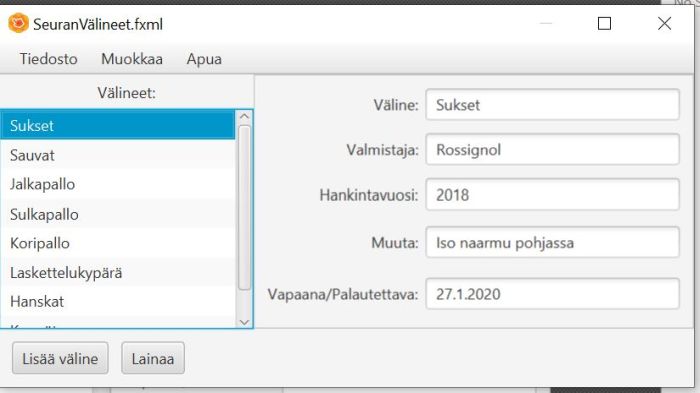 SeuranVälineet.fxml
Tiedosto Muokkaa Apua
Välineet:
Sukset
Sauvat
Jalkapallo
Sulkapallo
Koripallo
Laskettelukypärä
Hanskat
Väline: Sukset
Valmistaja: Rossignol
Hankintavuosi: 2018
Muuta: Iso naarmu pohjassa
Vapaana/Palautettava: 27.1.2020
Lisää väline Lainaa